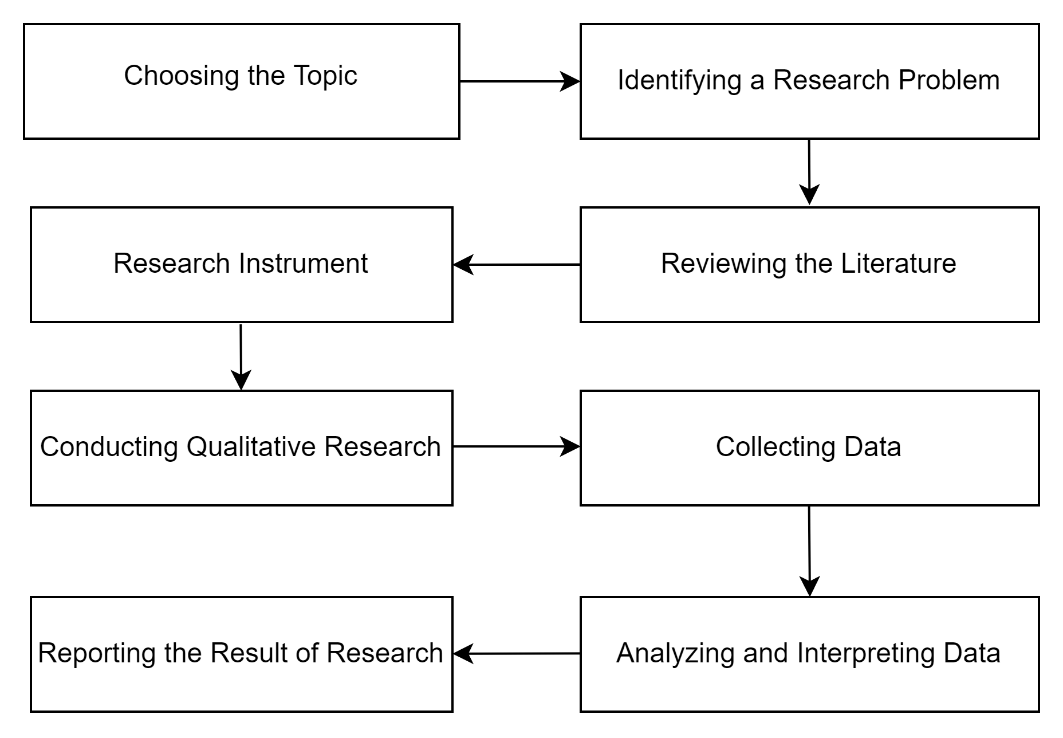 Choosing the Topic
Identifying a Research Problem
Reviewing the Literature
Research Instrument
Conducting Qualitative Research
Collecting Data
Analyzing and Interpreting Data
Reporting the Result of Research